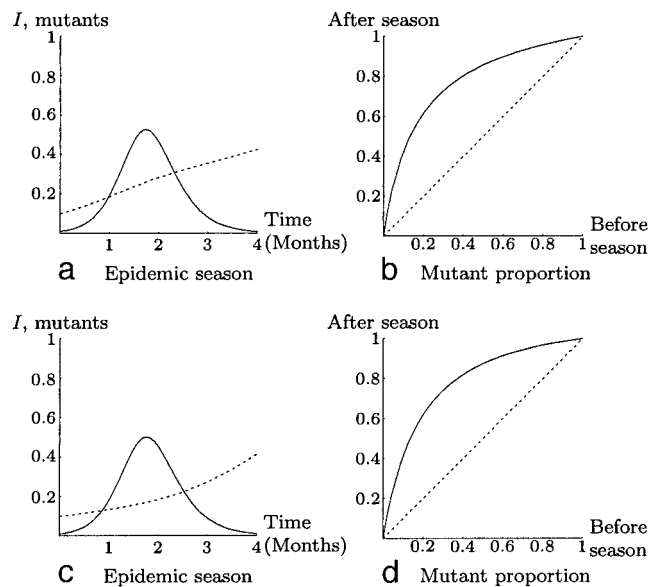 I, mutants
1
0.8
0.6
0.4
0.2
1 2 3 4
Time
(Months)
a Epidemic season
After season
1
0.8
0.6
0.4
0.2
0.2 0.4 0.6 0.8 1
Before
season
b Mutant proportion
I, mutants
1
0.8
0.6
0.4
0.2
1 2 3 4
Time
(Months)
c Epidemic season
After season
1
0.8
0.6
0.4
0.2
0.2 0.4 0.6 0.8 1
Before
season
d Mutant proportion